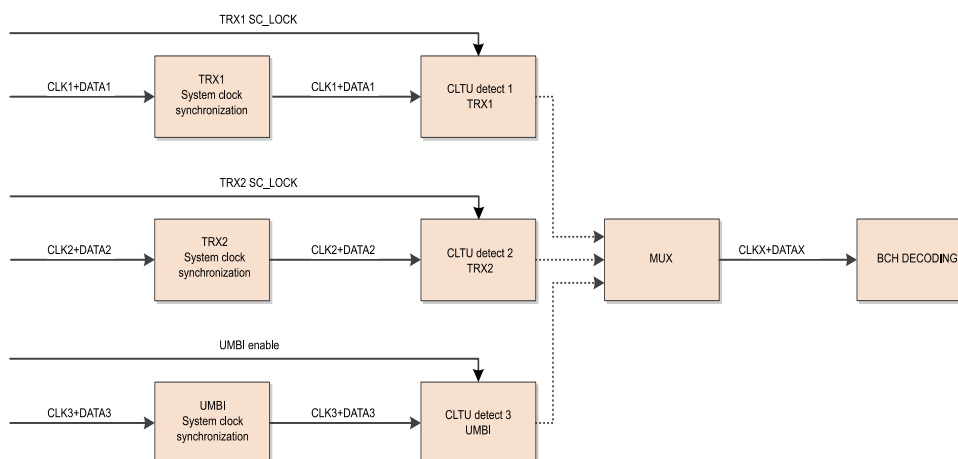 TRX1 SC_LOCK
CLK1+DATA1
TRX1
System clock
synchronization
CLK1+DATA1
CLTU detect 1
TRX1
TRX2 SC_LOCK
CLK2+DATA2
TRX2
System clock
synchronization
CLK2+DATA2
CLTU detect 2
TRX2
MUX
CLKX+DATAX
BCH DECODING
UMBI enable
CLK3+DATA3
UMBI
System clock
synchronization
CLK3+DATA3
CLTU detect 3
UMBI